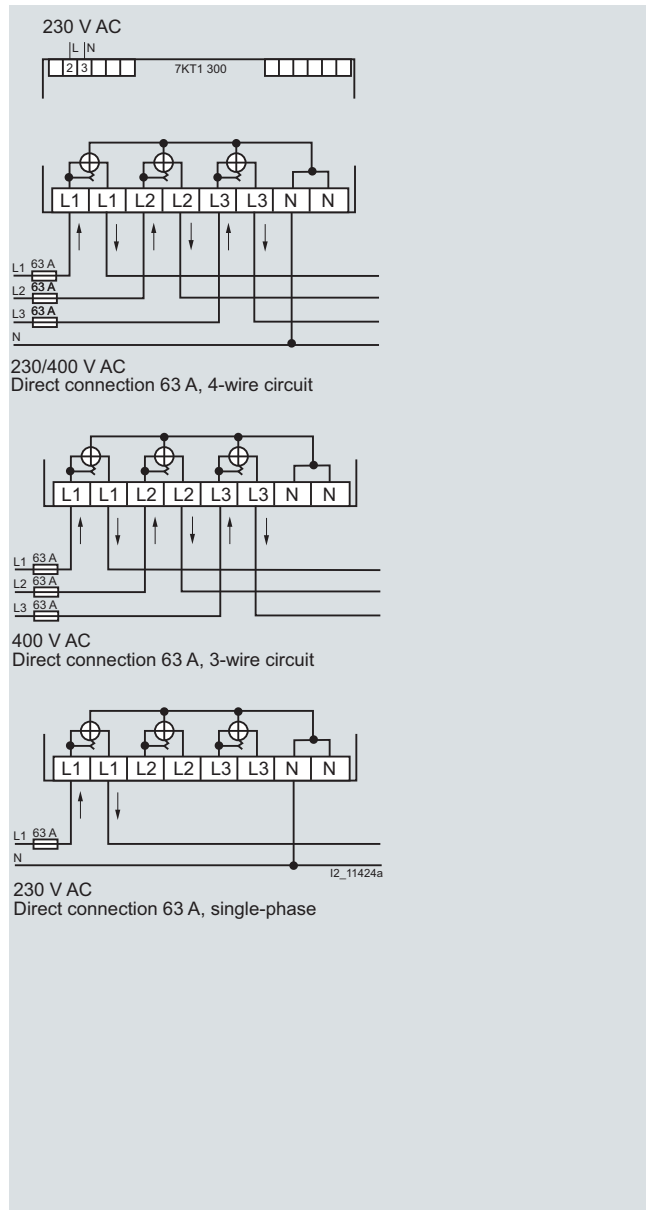 230 V AC
L N
2 3
7KT1 300
L1 L1 L2 L2 L3 L3 N N
L1 63 A
L2 63 A
L3 63 A
N
230/400 V AC
Direct connection 63 A, 4-wire circuit
L1 L1 L2 L2 L3 L3 N N
L1 63 A
L2 63 A
L3 63 A
400 V AC
Direct connection 63 A, 3-wire circuit
L1 L1 L2 L2 L3 L3 N N
L1 63 A
N
I2_11424a
230 V AC
Direct connection 63 A, single-phase